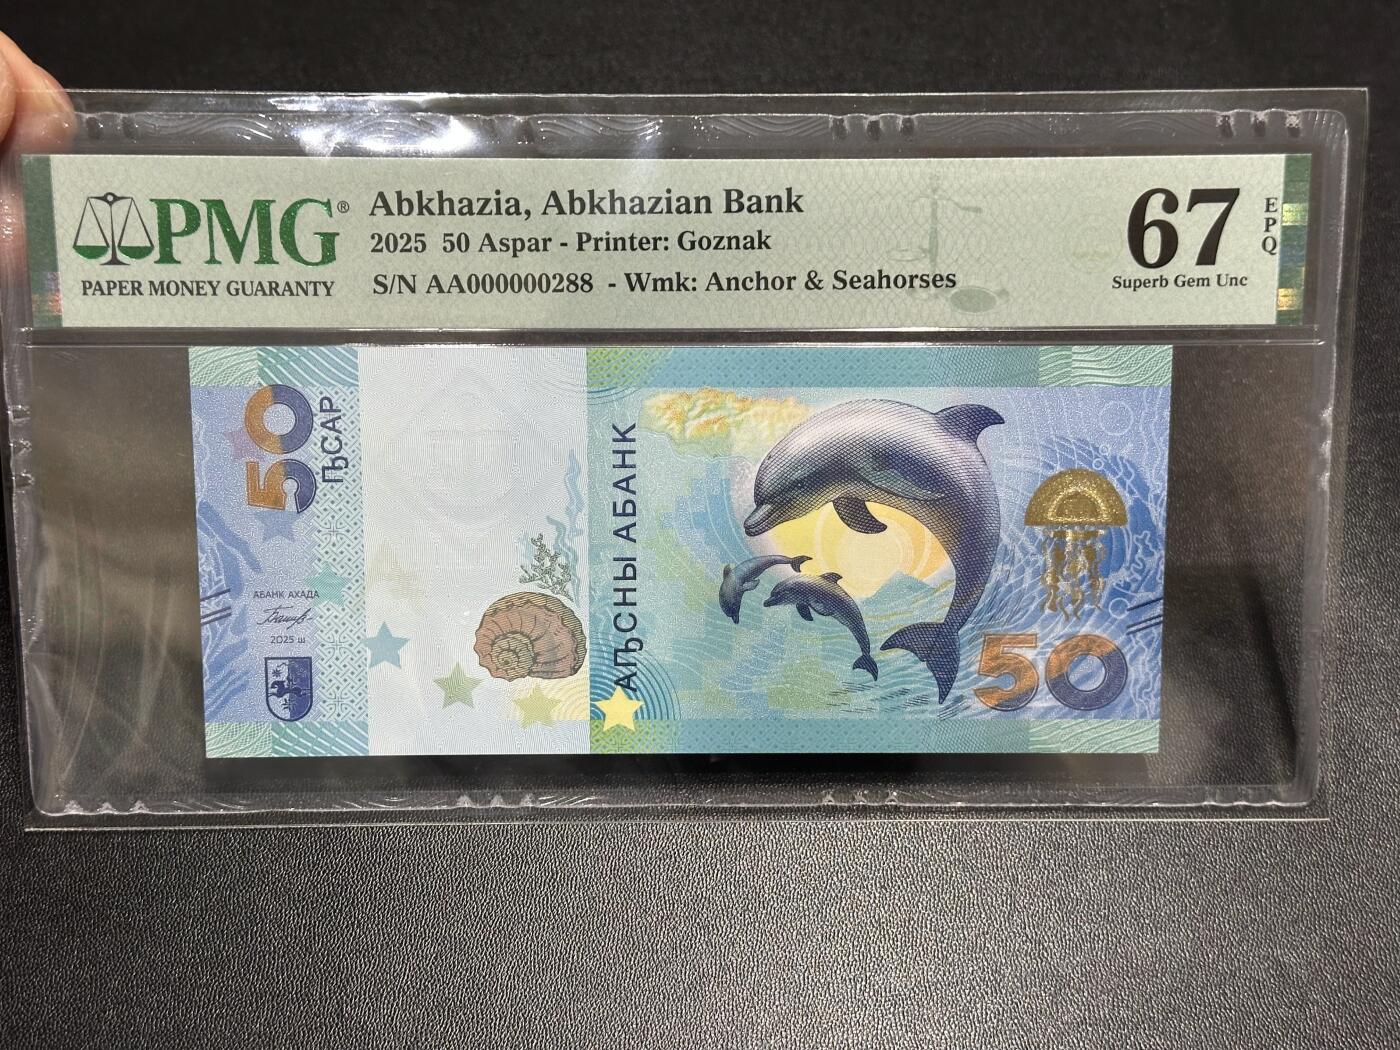 PMG®
PAPER MONEY GUARANTY
Abkhazia, Abkhazian Bank
2025 50 Aspar - Printer: Goznak
S/N AA000000288 - Wmk: Anchor & Seahorses
67
EPQ
Superb Gem Unc
50
ԤСАР
АБАНК АХАДА
2025 ш
АԤСНЫ АБАНК
50